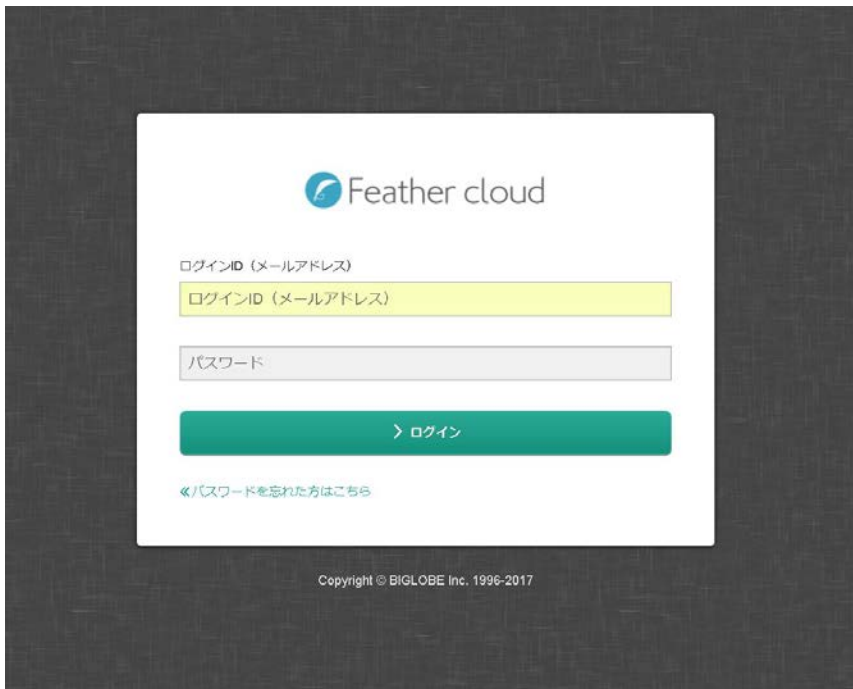 Feather cloud
ログインID（メールアドレス）
ログインID（メールアドレス）
パスワード
ログイン
≪パスワードを忘れた方はこちら
Copyright © BIGLOBE Inc. 1996-2017